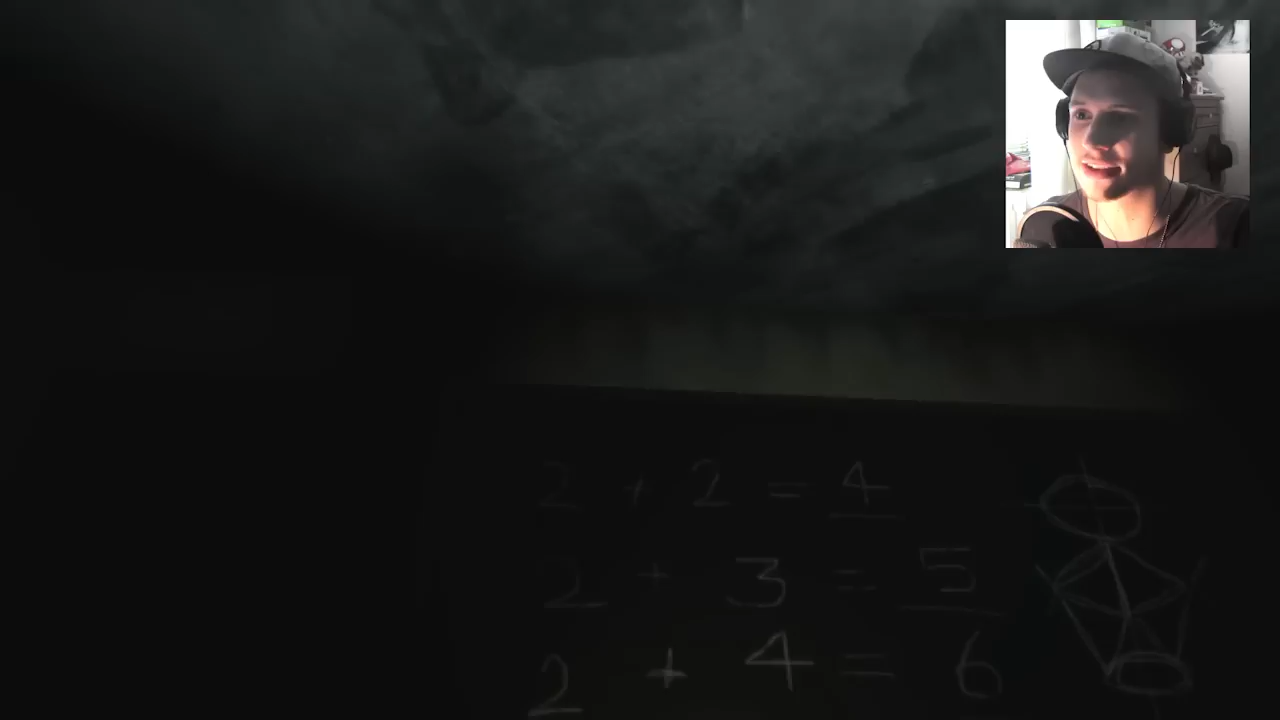 2 + 2 = 4
2 + 3 = 5
2 + 4 = 6